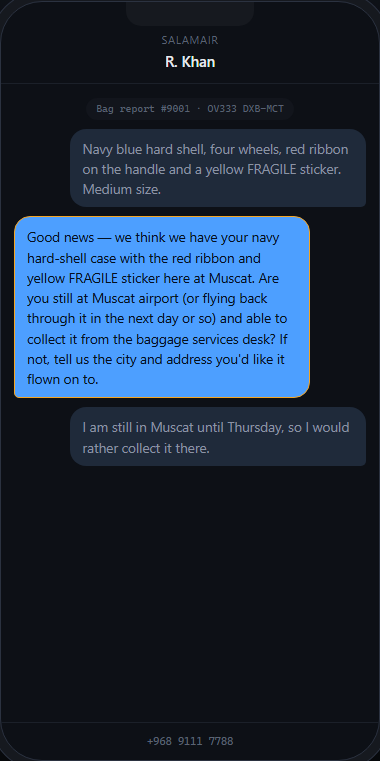 SALAMAIR
R. Khan
Bag report #9001 · OV333 DXB–MCT
Navy blue hard shell, four wheels, red ribbon
on the handle and a yellow FRAGILE sticker.
Medium size.
Good news — we think we have your navy
hard-shell case with the red ribbon and
yellow FRAGILE sticker here at Muscat. Are
you still at Muscat airport (or flying back
through it in the next day or so) and able to
collect it from the baggage services desk? If
not, tell us the city and address you'd like it
flown on to.
I am still in Muscat until Thursday, so I would
rather collect it there.
+968 9111 7788